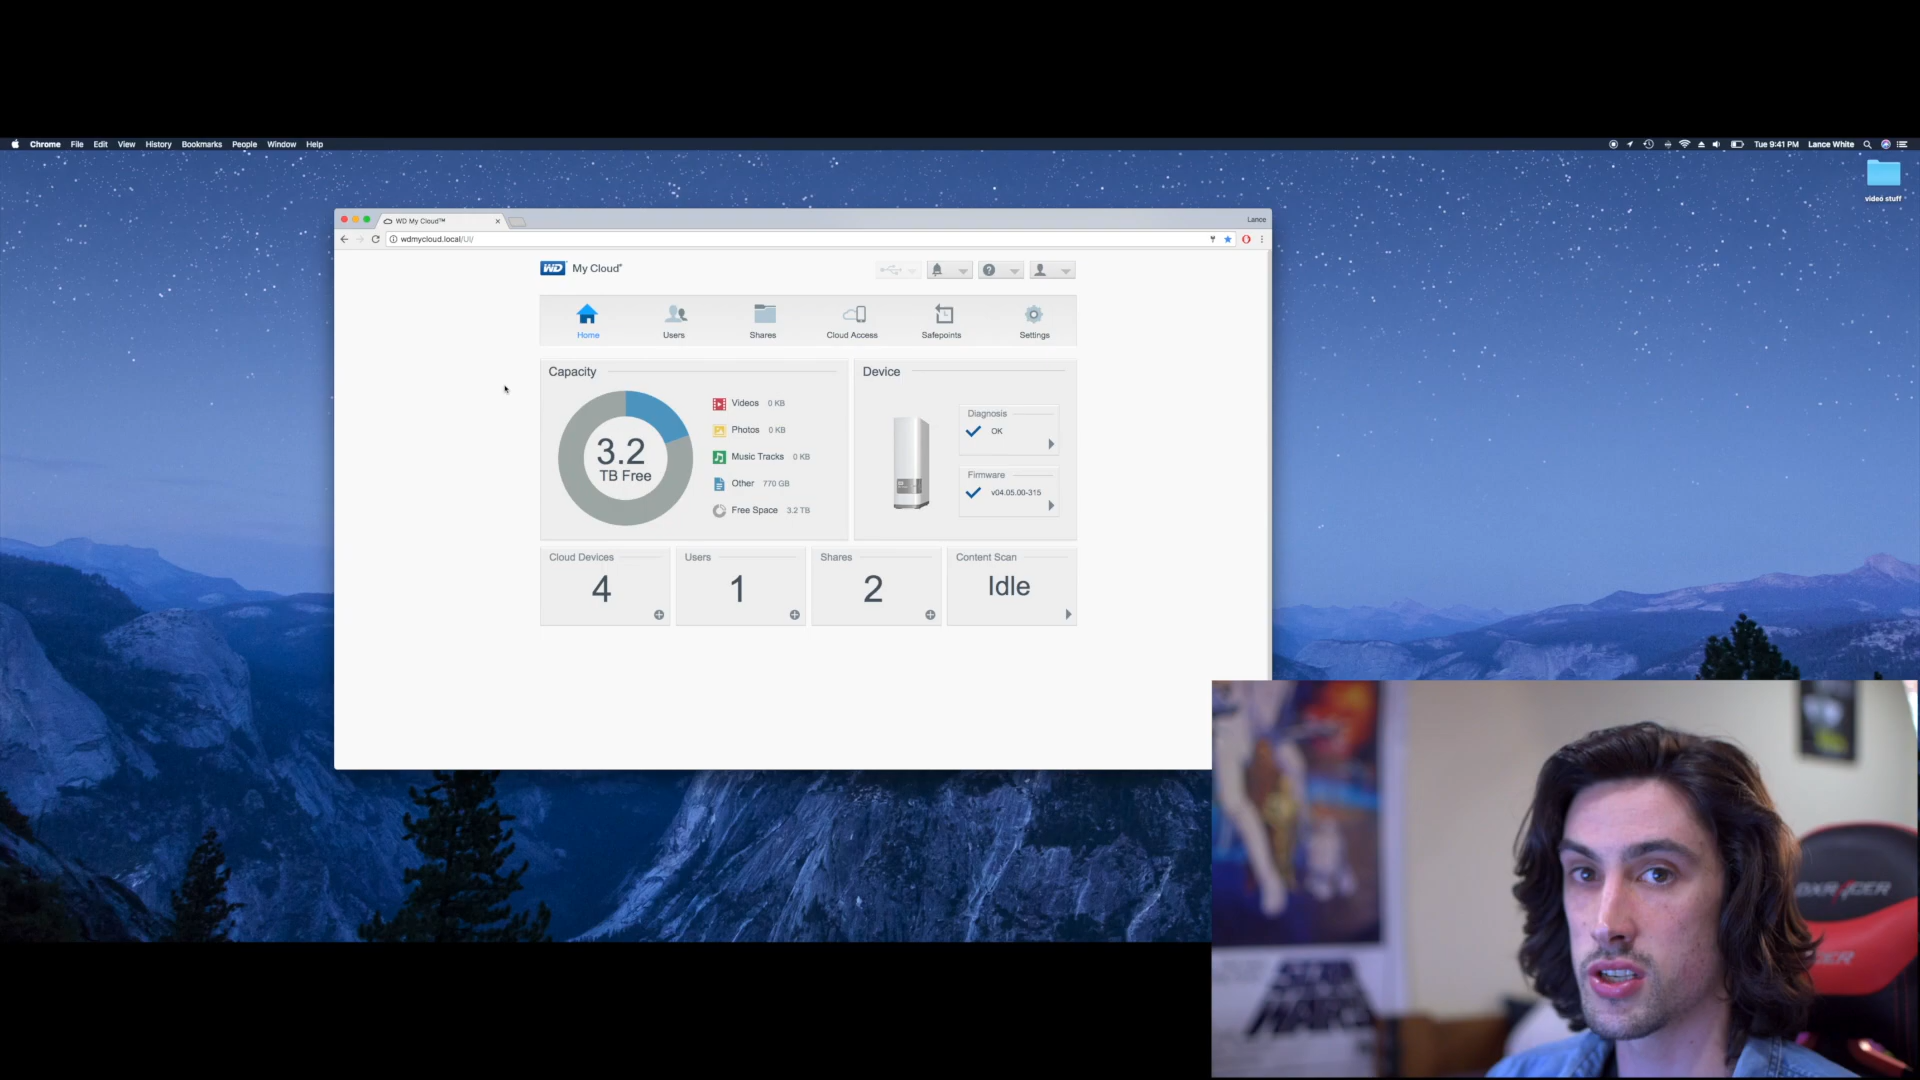 Chrome File Edit View History Bookmarks People Window Help
Tue 9:41 PM Lance White
video stuff
WD My Cloud™
Lance
wdmycloud.local/UI/
WD My Cloud®
Home Users Shares Cloud Access Safepoints Settings
Capacity
3.2
TB Free
Videos 0 KB
Photos 0 KB
Music Tracks 0 KB
Other 770 GB
Free Space 3.2 TB
Device
Diagnosis
OK
Firmware
v04.05.00-315
Cloud Devices
4
Users
1
Shares
2
Content Scan
Idle
STAR
WARS